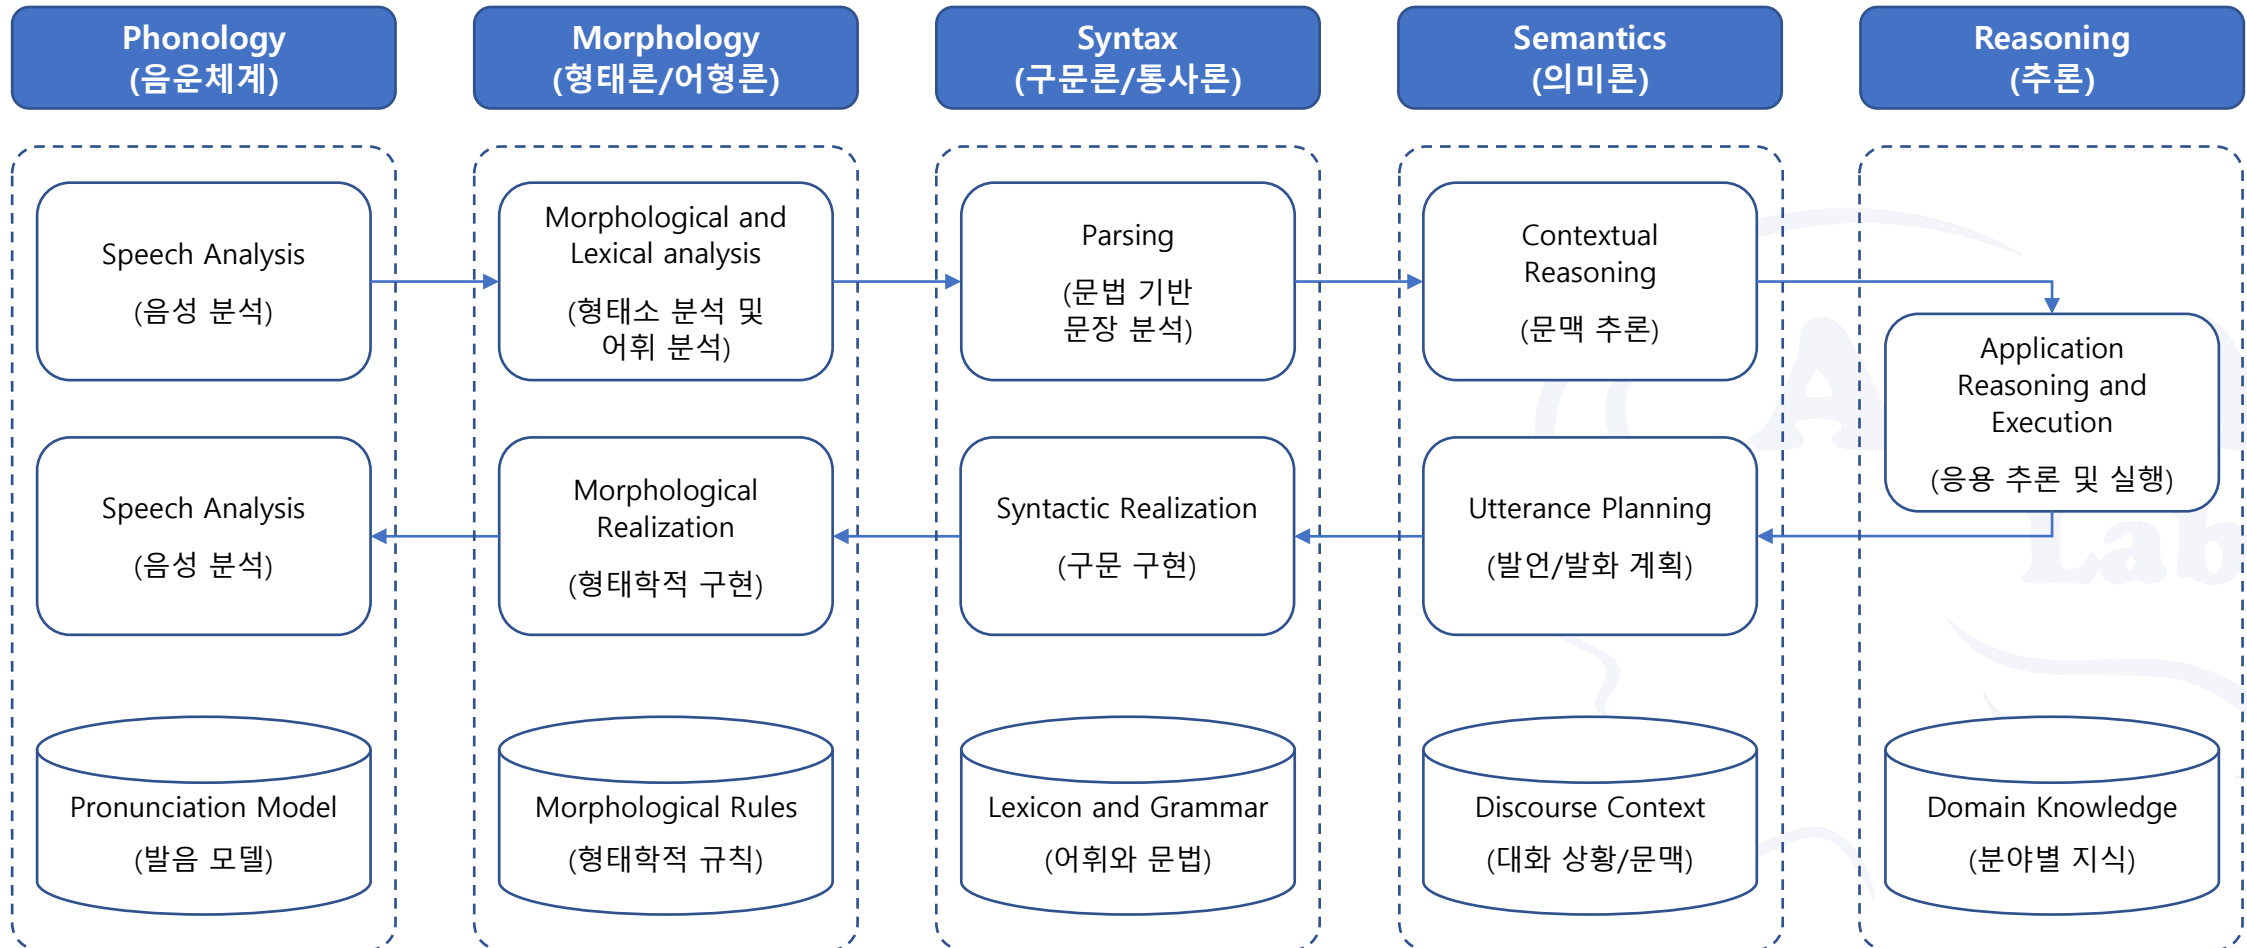 Phonology
(음운체계)
Morphology
(형태론/어형론)
Syntax
(구문론/통사론)
Semantics
(의미론)
Reasoning
(추론)
Speech Analysis
(음성 분석)
Morphological and
Lexical analysis
(형태소 분석 및
어휘 분석)
Parsing
(문법 기반
문장 분석)
Contextual
Reasoning
(문맥 추론)
Application
Reasoning and
Execution
(응용 추론 및 실행)
Speech Analysis
(음성 분석)
Morphological
Realization
(형태학적 구현)
Syntactic Realization
(구문 구현)
Utterance Planning
(발언/발화 계획)
Pronunciation Model
(발음 모델)
Morphological Rules
(형태학적 규칙)
Lexicon and Grammar
(어휘와 문법)
Discourse Context
(대화 상황/문맥)
Domain Knowledge
(분야별 지식)
Lab